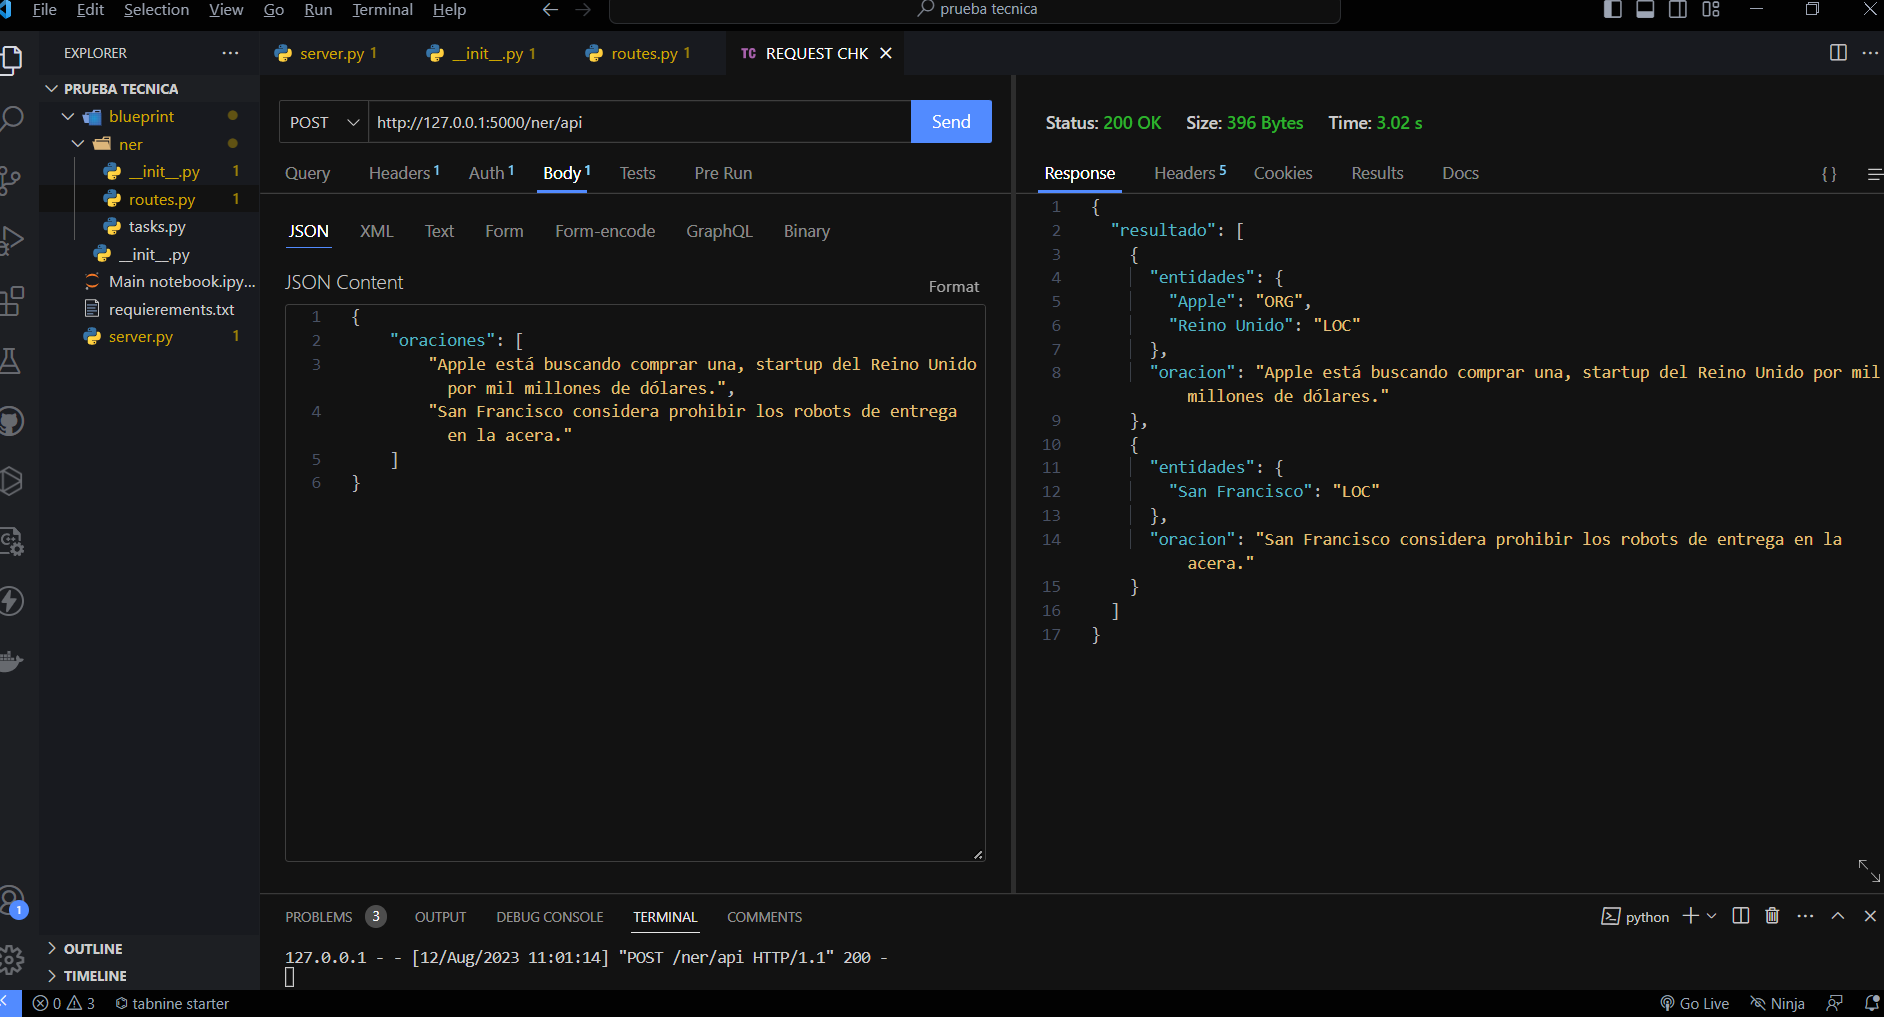 File Edit Selection View Go Run Terminal Help
prueba tecnica
EXPLORER
PRUEBA TECNICA
blueprint
ner
__init__.py 1
routes.py 1
tasks.py
__init__.py
Main notebook.ipy...
requierements.txt
server.py 1
OUTLINE
TIMELINE
server.py 1
__init__.py 1
routes.py 1
TC REQUEST CHK
POST http://127.0.0.1:5000/ner/api Send
Query Headers 1 Auth 1 Body 1 Tests Pre Run
JSON XML Text Form Form-encode GraphQL Binary
JSON Content
Format
1 {
2 "oraciones": [
3 "Apple está buscando comprar una, startup del Reino Unido
por mil millones de dólares.",
4 "San Francisco considera prohibir los robots de entrega
en la acera."
5 ]
6 }
Status: 200 OK Size: 396 Bytes Time: 3.02 s
Response Headers 5 Cookies Results Docs { }
1 {
2 "resultado": [
3 {
4 "entidades": {
5 "Apple": "ORG",
6 "Reino Unido": "LOC"
7 },
8 "oracion": "Apple está buscando comprar una, startup del Reino Unido por mil
millones de dólares."
9 },
10 {
11 "entidades": {
12 "San Francisco": "LOC"
13 },
14 "oracion": "San Francisco considera prohibir los robots de entrega en la
acera."
15 }
16 ]
17 }
PROBLEMS 3 OUTPUT DEBUG CONSOLE TERMINAL COMMENTS
python
127.0.0.1 - - [12/Aug/2023 11:01:14] "POST /ner/api HTTP/1.1" 200 -
1
0 3 tabnine starter
Go Live Ninja